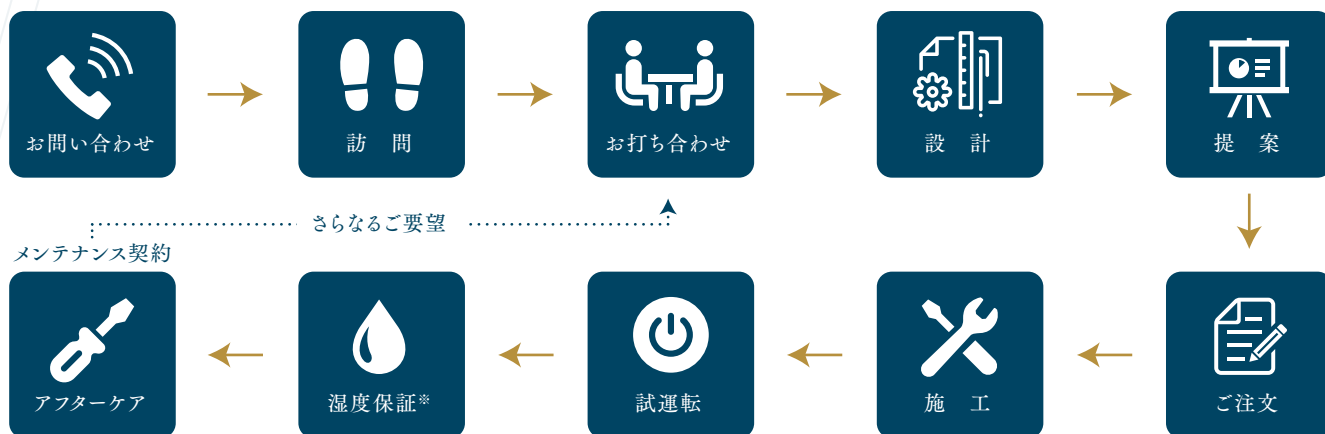 お問い合わせ
訪 問
お打ち合わせ
設 計
提 案
さらなるご要望
メンテナンス契約
アフターケア
湿度保証※
試運転
施 工
ご注文